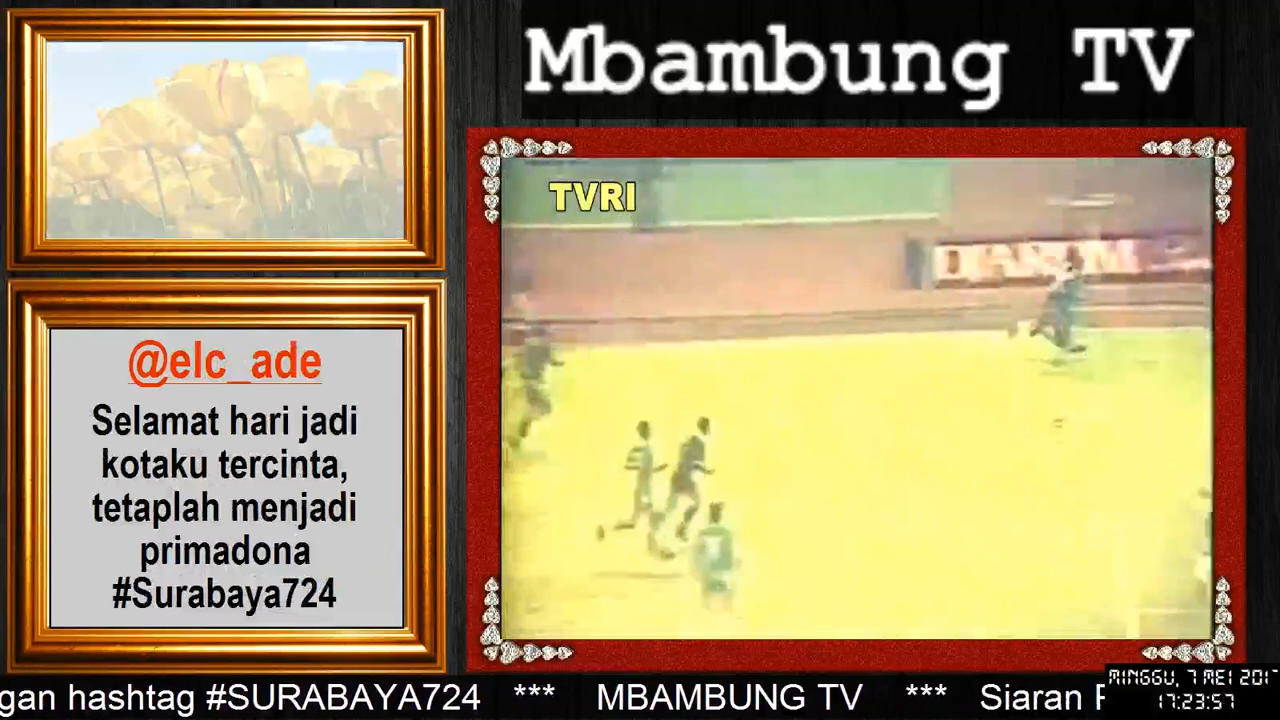 Mbambung TV
TVRI
@elc_ade
Selamat hari jadi
kotaku tercinta,
tetaplah menjadi
primadona
#Surabaya724
gan hashtag #SURABAYA724 *** MBAMBUNG TV *** Siaran
MINGGU, 7 MEI 2017
17:23:57